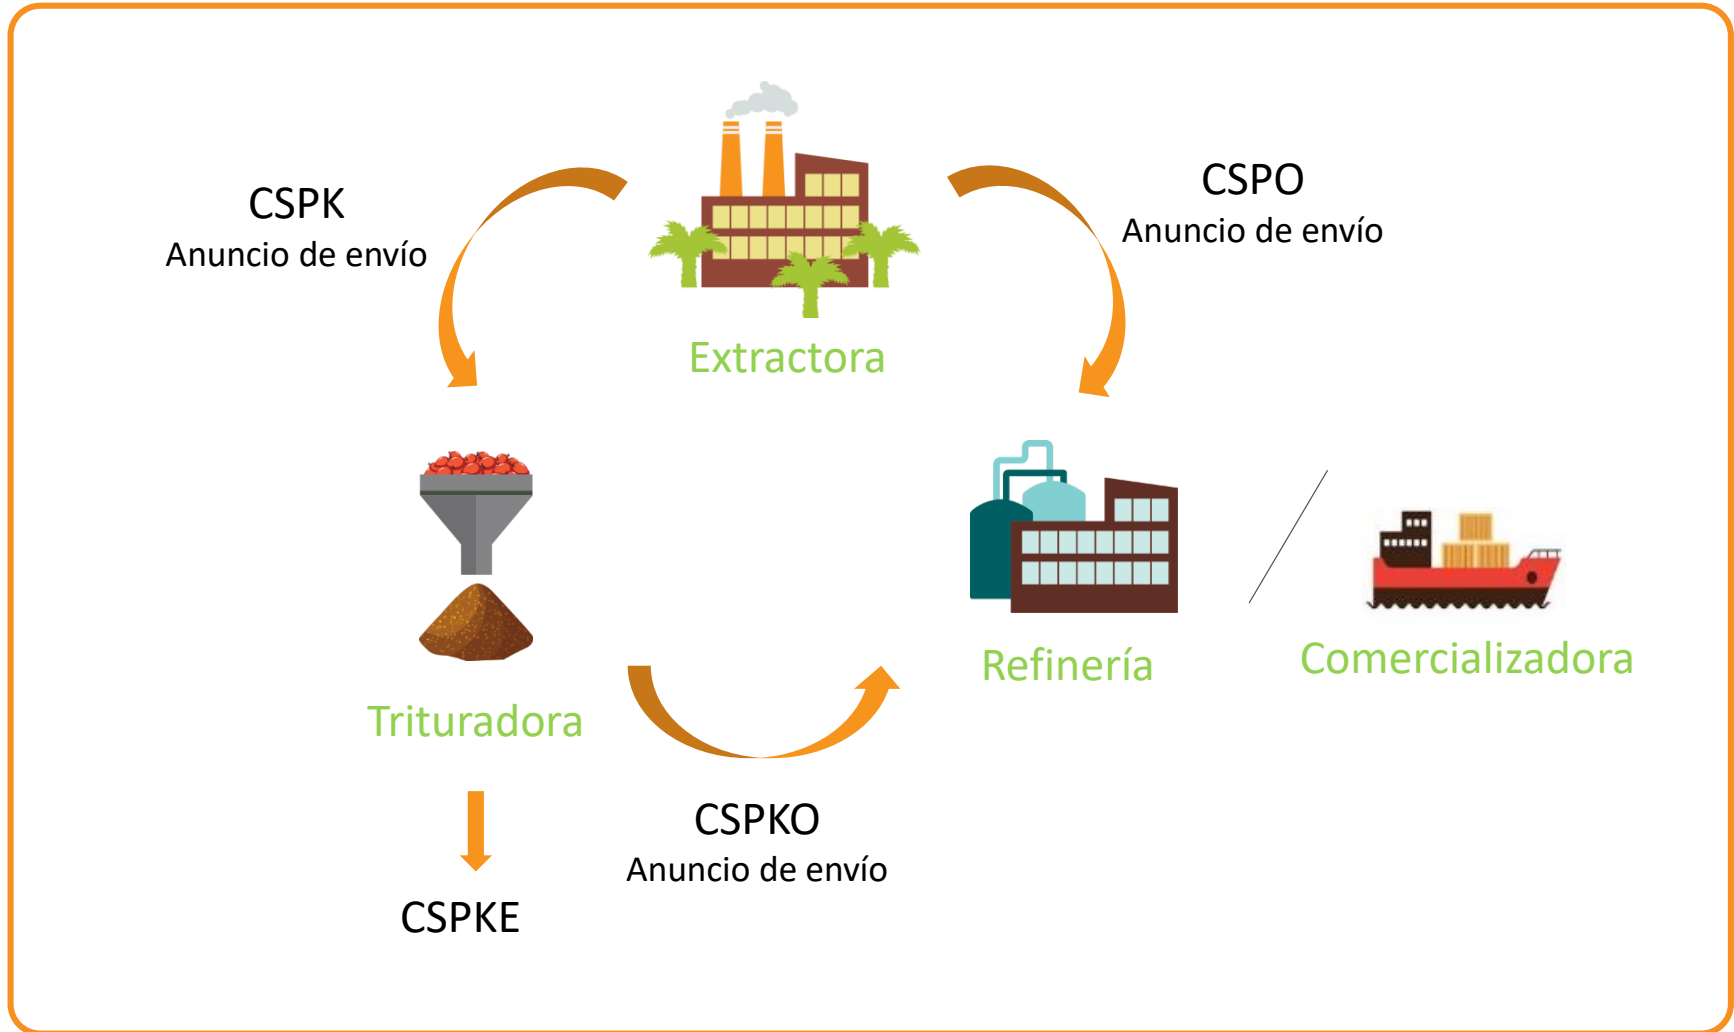 CSPK
Anuncio de envío
CSPO
Anuncio de envío
Extractora
Refinería
Comercializadora
Trituradora
CSPKO
Anuncio de envío
CSPKE